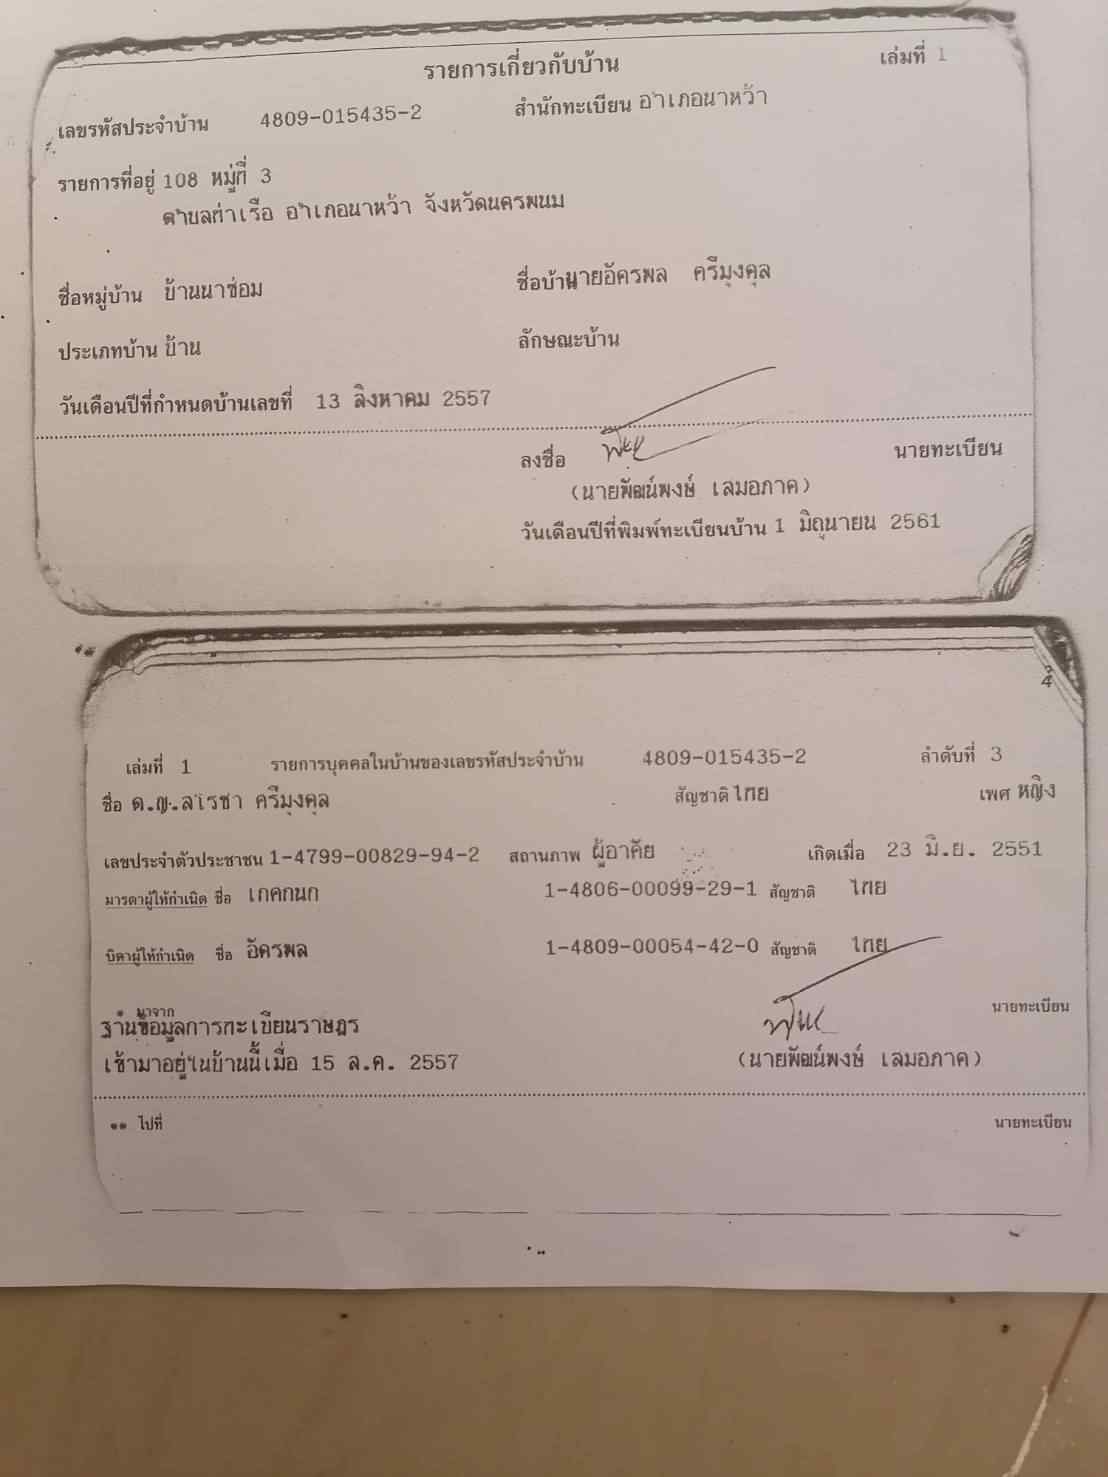 รายการเกี่ยวกับบ้าน เล่มที่ 1
เลขรหัสประจำบ้าน 4809-015435-2 สำนักทะเบียน อำเภอนาหว้า
รายการที่อยู่ 108 หมู่ที่ 3
ตำบลท่าเรือ อำเภอนาหว้า จังหวัดนครพนม
ชื่อหมู่บ้าน บ้านนาซ่อม ชื่อบ้าน นายอัครพล ศรีมุงคุล
ประเภทบ้าน บ้าน ลักษณะบ้าน
วันเดือนปีที่กำหนดบ้านเลขที่ 13 สิงหาคม 2557
ลงชื่อ นายทะเบียน
(นายพัฒน์พงษ์ เสมอภาค)
วันเดือนปีที่พิมพ์ทะเบียนบ้าน 1 มิถุนายน 2561
4
เล่มที่ 1 รายการบุคคลในบ้านของเลขรหัสประจำบ้าน 4809-015435-2 ลำดับที่ 3
ชื่อ ด.ญ. ศรีมุงคุล สัญชาติ ไทย เพศ หญิง
เลขประจำตัวประชาชน 1-4799-00829-94-2 สถานภาพ ผู้อาศัย เกิดเมื่อ 23 มิ.ย. 2551
มารดาผู้ให้กำเนิด ชื่อ เกศกนก 1-4806-00099-29-1 สัญชาติ ไทย
บิดาผู้ให้กำเนิด ชื่อ อัครพล 1-4809-00054-42-0 สัญชาติ ไทย
* มาจาก นายทะเบียน
ฐานข้อมูลการทะเบียนราษฎร
เข้ามาอยู่ในบ้านนี้เมื่อ 15 ส.ค. 2557 (นายพัฒน์พงษ์ เสมอภาค)
** ไปที่ นายทะเบียน